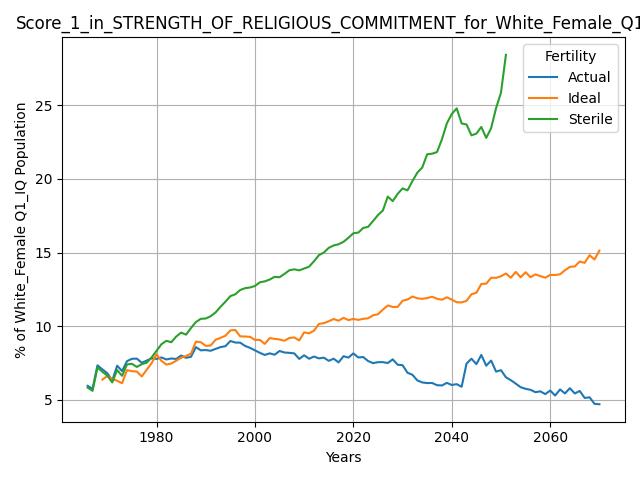 Score_1_in_STRENGTH_OF_RELIGIOUS_COMMITMENT_for_White_Female_Q1
Fertility
Actual
Ideal
Sterile
% of White_Female Q1_IQ Population
25
20
15
10
5
1980 2000 2020 2040 2060
Years